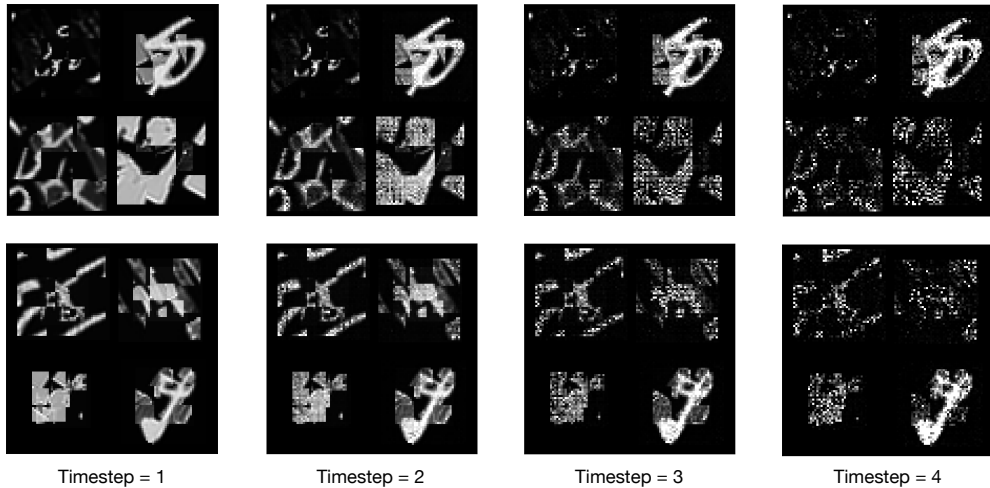 Timestep = 1
Timestep = 2
Timestep = 3
Timestep = 4